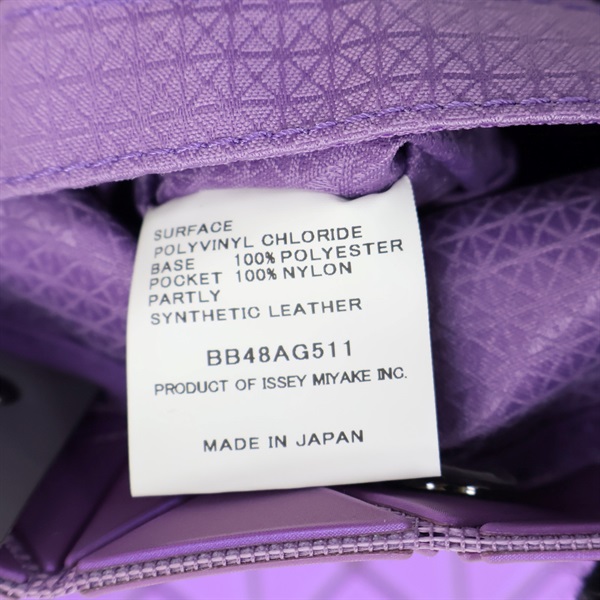 SURFACE
POLYVINYL CHLORIDE
BASE 100% POLYESTER
POCKET 100% NYLON
PARTLY
SYNTHETIC LEATHER
BB48AG511
PRODUCT OF ISSEY MIYAKE INC.
MADE IN JAPAN